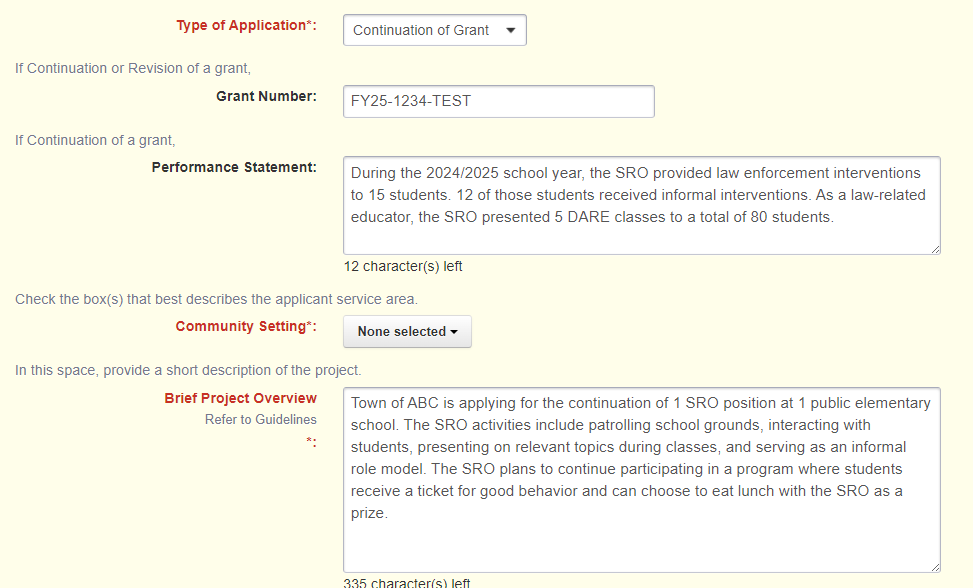 Type of Application*:
Continuation of Grant
If Continuation or Revision of a grant,
Grant Number:
FY25-1234-TEST
If Continuation of a grant,
Performance Statement:
During the 2024/2025 school year, the SRO provided law enforcement interventions
to 15 students. 12 of those students received informal interventions. As a law-related
educator, the SRO presented 5 DARE classes to a total of 80 students.
12 character(s) left
Check the box(s) that best describes the applicant service area.
Community Setting*:
None selected
In this space, provide a short description of the project.
Brief Project Overview
Refer to Guidelines
*:
Town of ABC is applying for the continuation of 1 SRO position at 1 public elementary
school. The SRO activities include patrolling school grounds, interacting with
students, presenting on relevant topics during classes, and serving as an informal
role model. The SRO plans to continue participating in a program where students
receive a ticket for good behavior and can choose to eat lunch with the SRO as a
prize.
335 character(s) left